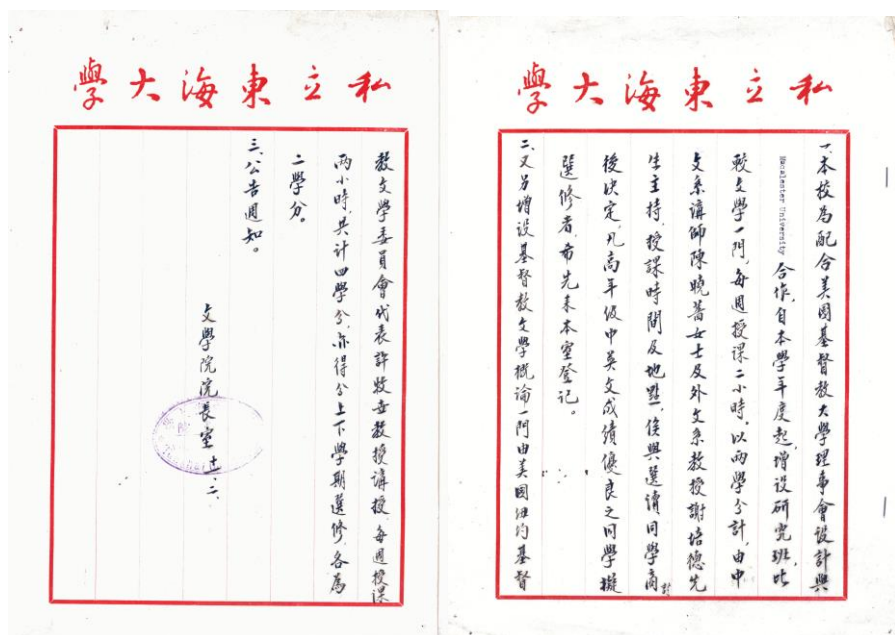 私立東海大學
一、本校為配合美國基督教大學理事會設計與
Macalester University 合作，自本學年度起，增設研究班比
較文學一門，每週授課二小時，以兩學分計，由中
文系講師陳曉薔女士及外文系教授謝培德先
生主持，授課時間及地點，俟與選讀同學商討
後決定，凡高年級中英文成績優良之同學擬
選修者，希先來本室登記。
二、又另增設基督教文學概論一門由美國紐約基督
私立東海大學
教文學委員會代表許牧世教授講授，每週授課
兩小時，共計四學分，亦得分上下學期選修，各為
二學分。
三、公告週知。
文學院院長室 十一、二、